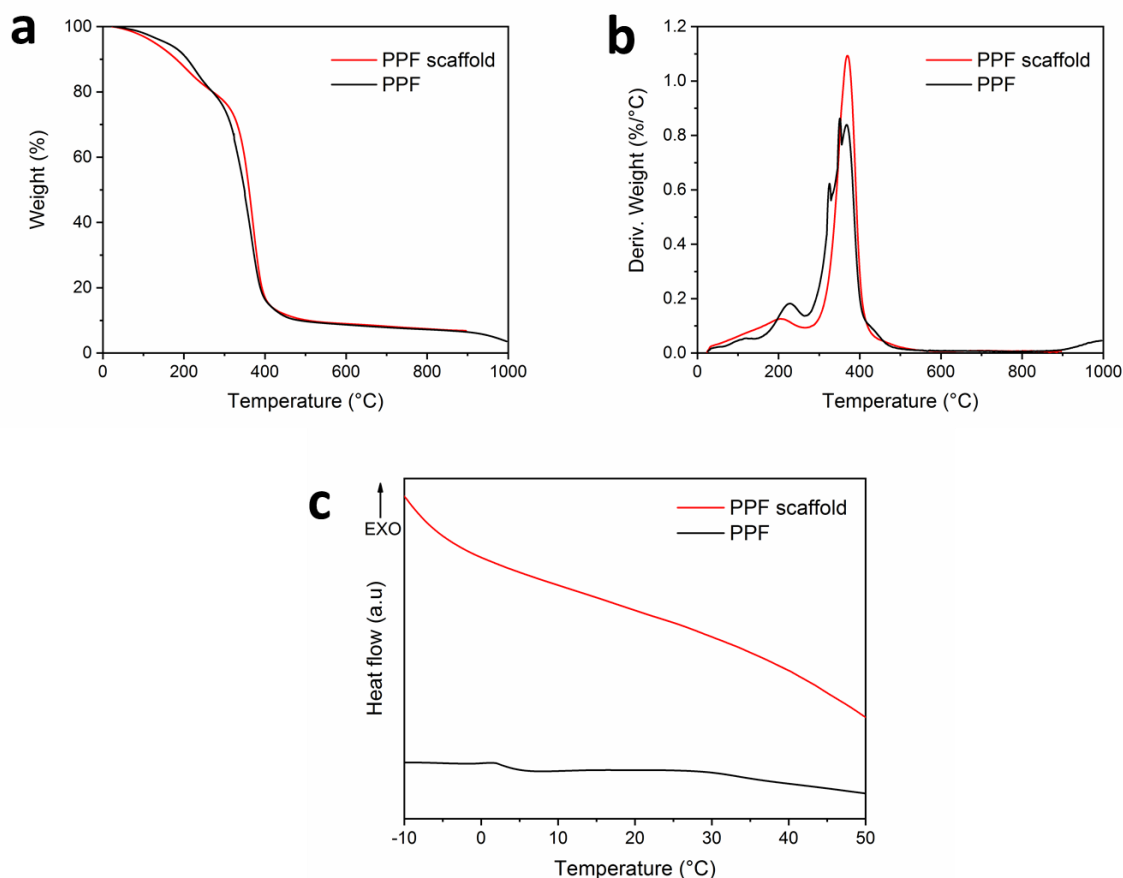 a
100
80
60
40
20
0
Weight (%)
PPF scaffold
PPF
0 200 400 600 800 1000
Temperature (°C)
b
1.2
1.0
0.8
0.6
0.4
0.2
0.0
Deriv. Weight (%/°C)
PPF scaffold
PPF
0 200 400 600 800 1000
Temperature (°C)
c
EXO
Heat flow (a.u)
PPF scaffold
PPF
-10 0 10 20 30 40 50
Temperature (°C)